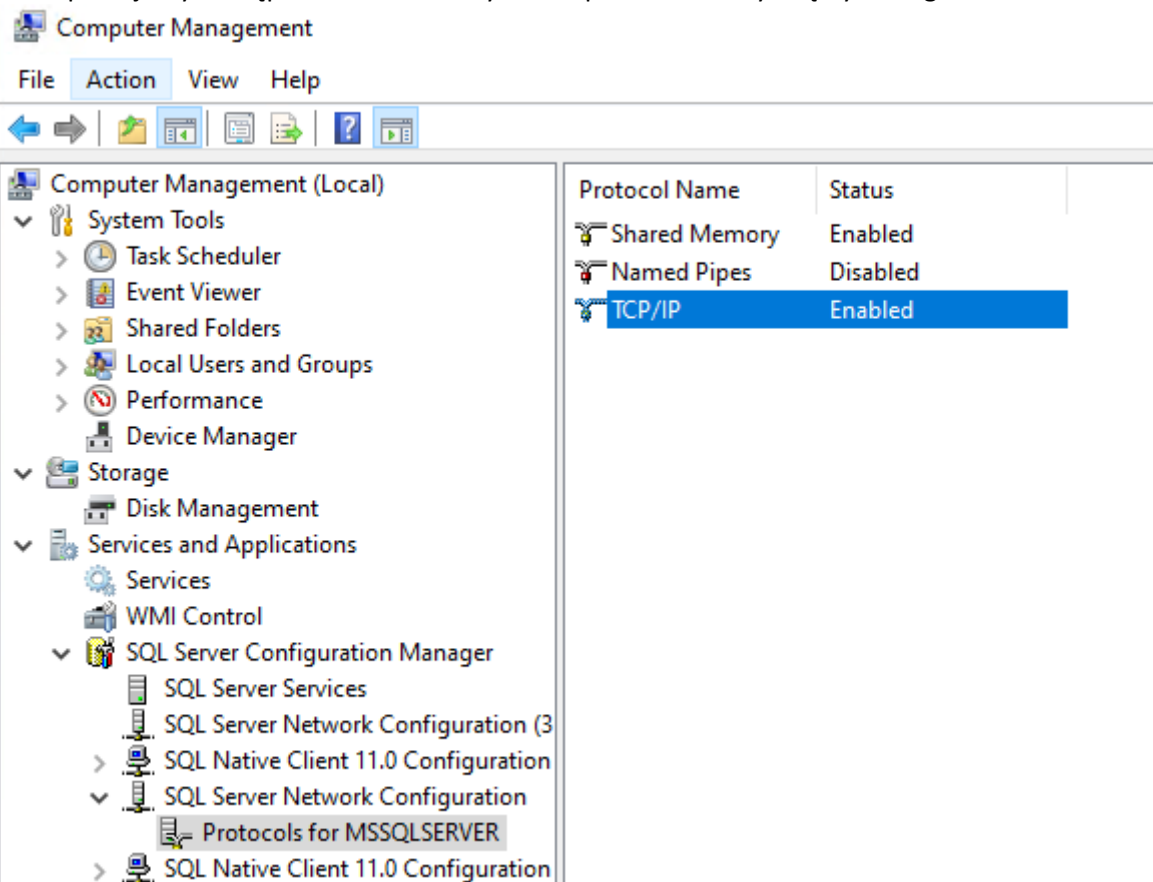 Computer Management
File Action View Help
Computer Management (Local)
System Tools
Task Scheduler
Event Viewer
Shared Folders
Local Users and Groups
Performance
Device Manager
Storage
Disk Management
Services and Applications
Services
WMI Control
SQL Server Configuration Manager
SQL Server Services
SQL Server Network Configuration (3
SQL Native Client 11.0 Configuration
SQL Server Network Configuration
Protocols for MSSQLSERVER
SQL Native Client 11.0 Configuration
Protocol Name Status
Shared Memory Enabled
Named Pipes Disabled
TCP/IP Enabled